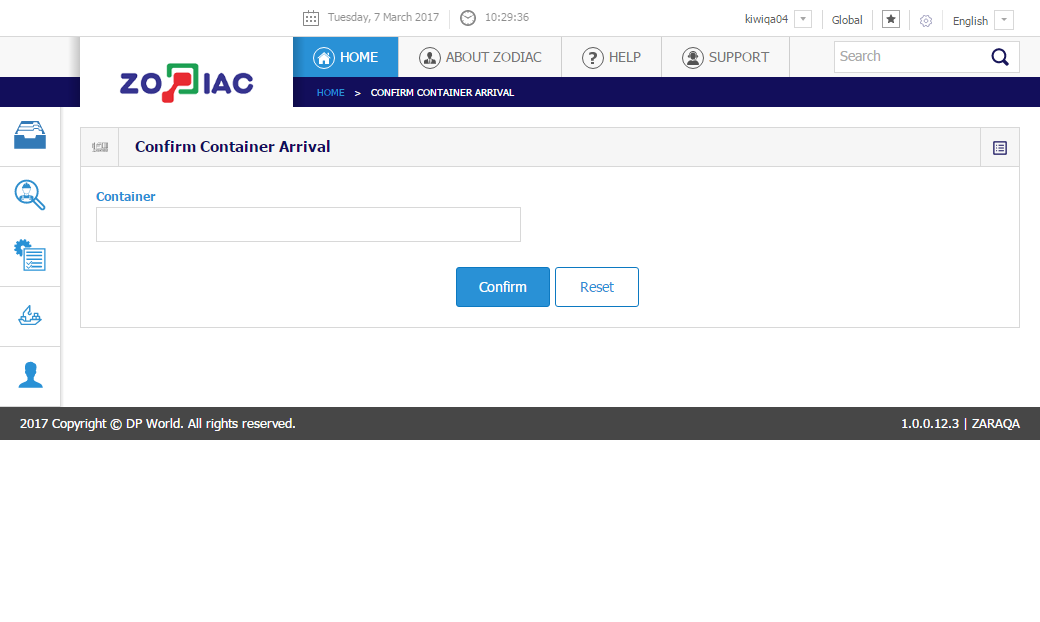 Tuesday, 7 March 2017 10:29:36 kiwiqa04 Global English
ZODIAC
HOME ABOUT ZODIAC ? HELP SUPPORT Search
HOME > CONFIRM CONTAINER ARRIVAL
Confirm Container Arrival
Container
Confirm Reset
2017 Copyright © DP World. All rights reserved. 1.0.0.12.3 | ZARAQA